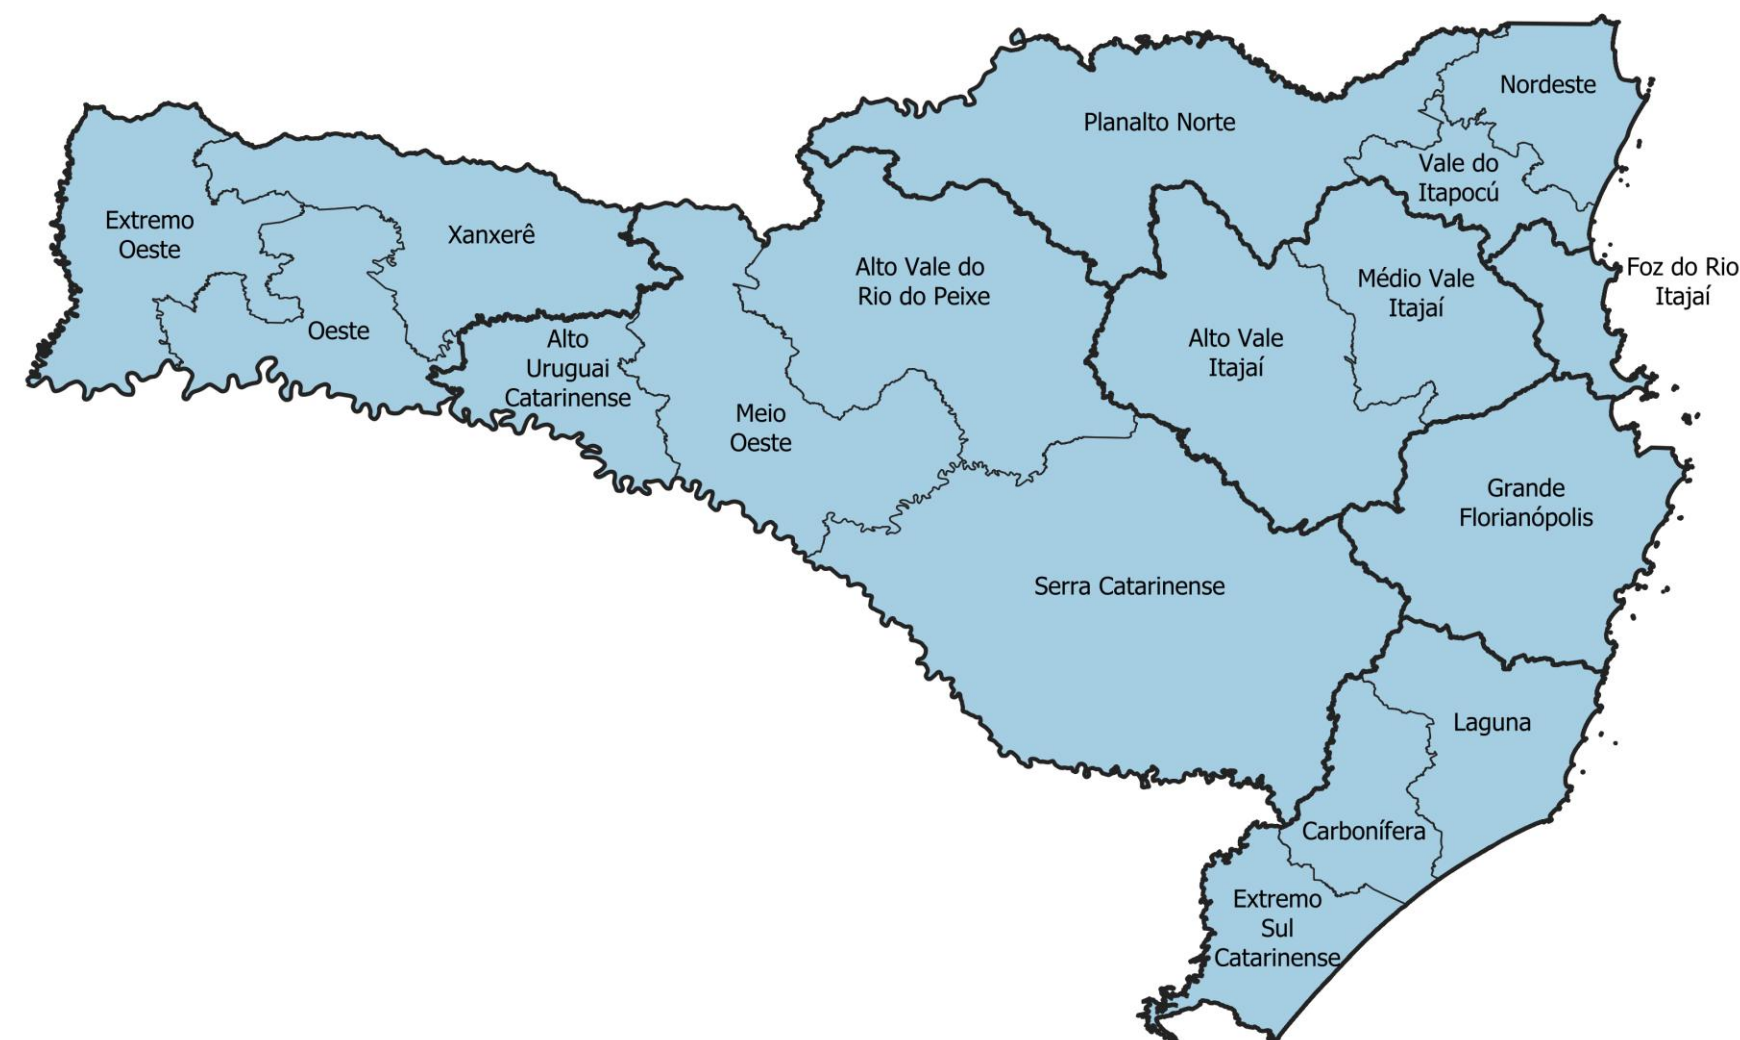 Nordeste
Planalto Norte
Vale do
Itapocú
Extremo
Oeste
Xanxerê
Alto Vale do
Rio do Peixe
Médio Vale
Itajaí
Foz do Rio
Itajaí
Oeste
Alto
Uruguai
Catarinense
Alto Vale
Itajaí
Meio
Oeste
Grande
Florianópolis
Serra Catarinense
Laguna
Carbonífera
Extremo
Sul
Catarinense